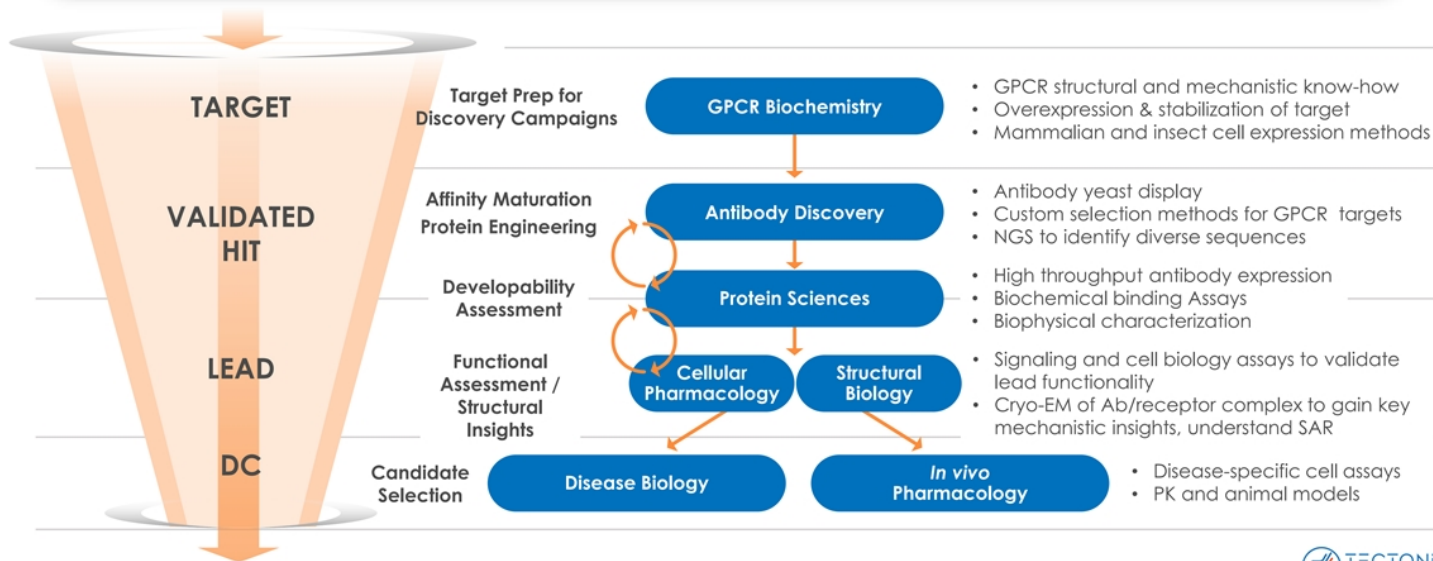 TARGET
Target Prep for
Discovery Campaigns
GPCR Biochemistry
• GPCR structural and mechanistic know-how
• Overexpression & stabilization of target
• Mammalian and insect cell expression methods
VALIDATED
HIT
Affinity Maturation
Protein Engineering
Antibody Discovery
• Antibody yeast display
• Custom selection methods for GPCR targets
• NGS to identify diverse sequences
Developability
Assessment
Protein Sciences
• High throughput antibody expression
• Biochemical binding Assays
• Biophysical characterization
LEAD
Functional
Assessment /
Structural
Insights
Cellular
Pharmacology
Structural
Biology
• Signaling and cell biology assays to validate
lead functionality
• Cryo-EM of Ab/receptor complex to gain key
mechanistic insights, understand SAR
DC
Candidate
Selection
Disease Biology
In vivo
Pharmacology
• Disease-specific cell assays
• PK and animal models